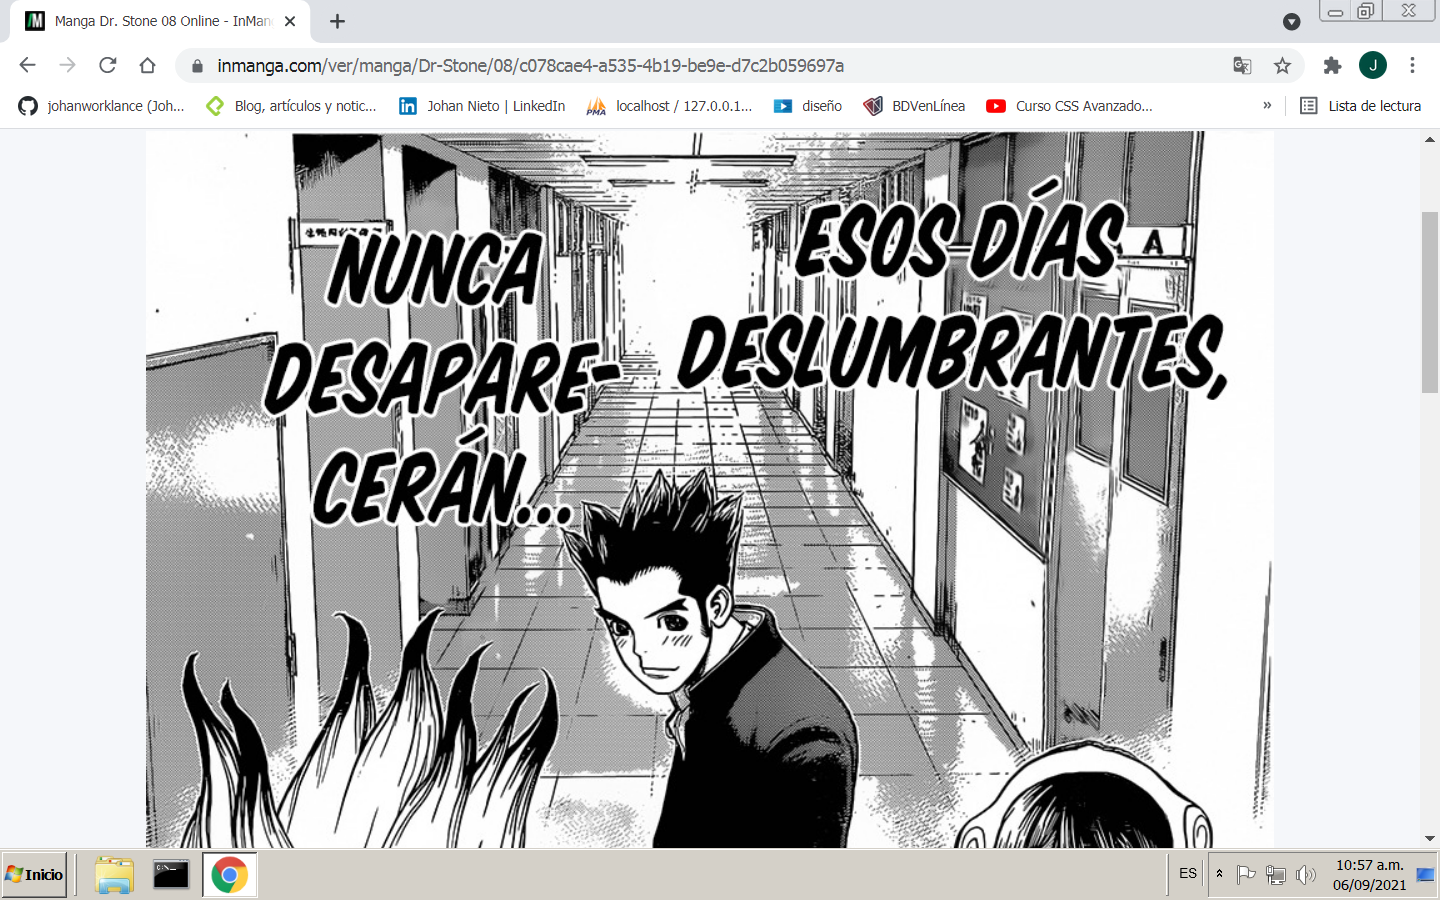 Manga Dr. Stone 08 Online - InMan
inmanga.com/ver/manga/Dr-Stone/08/c078cae4-a535-4b19-be9e-d7c2b059697a
J
johanworklance (Joh...
Blog, artículos y notic...
Johan Nieto | LinkedIn
localhost / 127.0.0.1...
diseño
BDVenLínea
Curso CSS Avanzado...
»
Lista de lectura
ESOS DÍAS
DESLUMBRANTES,
A
NUNCA
DESAPARE-
CERÁN...
Inicio
ES
10:57 a.m.
06/09/2021